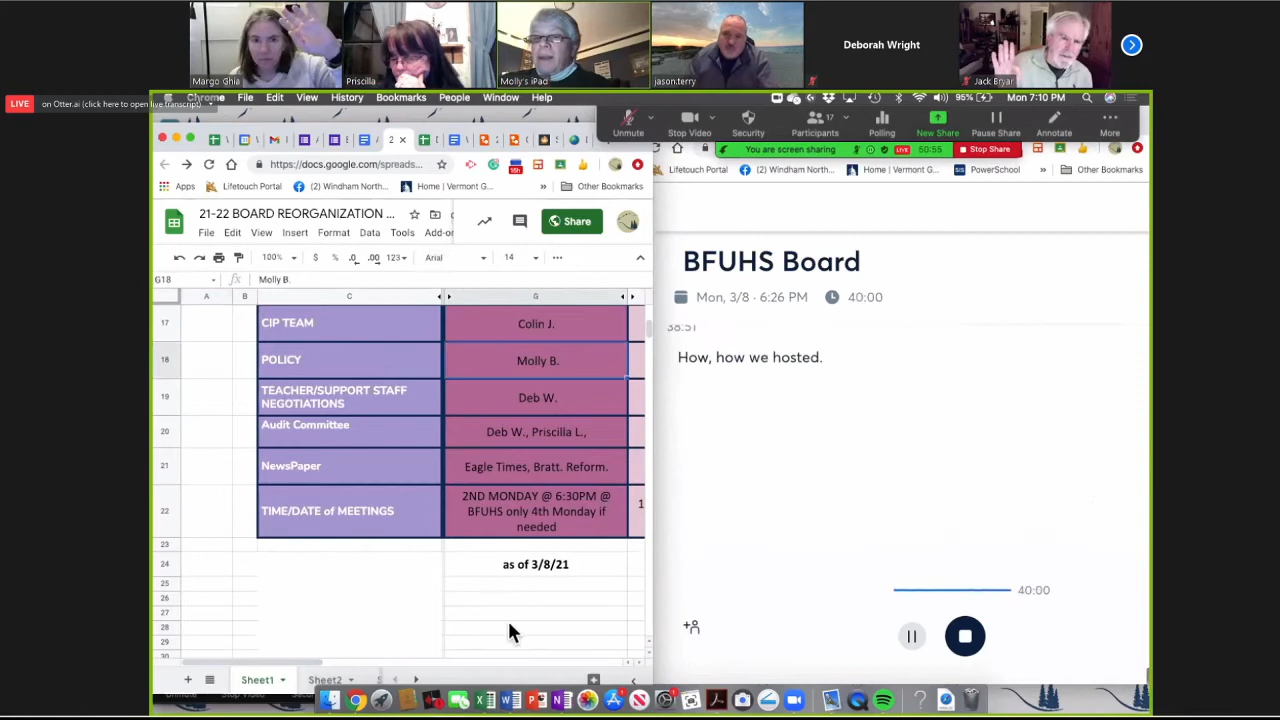 Deborah Wright
Margo Ghia
Priscilla
Molly's iPad
jason.terry
Jack Bryar
LIVE on Otter.ai (click here to open live transcript)
Chrome File Edit View History Bookmarks People Window Help
95% Mon 7:10 PM
Unmute Stop Video Security Participants 17 Polling New Share Pause Share Annotate More
You are screen sharing LIVE 50:55 Stop Share
https://docs.google.com/spreads...
Apps Lifetouch Portal (2) Windham North... Home | Vermont G... » Other Bookmarks
Lifetouch Portal (2) Windham North... Home | Vermont G... PowerSchool » Other Bookmarks
21-22 BOARD REORGANIZATION ...
Share
File Edit View Insert Format Data Tools Add-o
100% $ % .0 .00 123 Arial 14
G18 fx Molly B.
A B C G
17 CIP TEAM Colin J.
18 POLICY Molly B.
19 TEACHER/SUPPORT STAFF
NEGOTIATIONS
Deb W.
20 Audit Committee Deb W., Priscilla L.,
21 NewsPaper Eagle Times, Bratt. Reform.
22 TIME/DATE of MEETINGS
2ND MONDAY @ 6:30PM @
BFUHS only 4th Monday if
needed
1
23
24 as of 3/8/21
25
26
27
28
29
30
Sheet1 Sheet2
BFUHS Board
Mon, 3/8 · 6:26 PM 40:00
38:51
How, how we hosted.
40:00